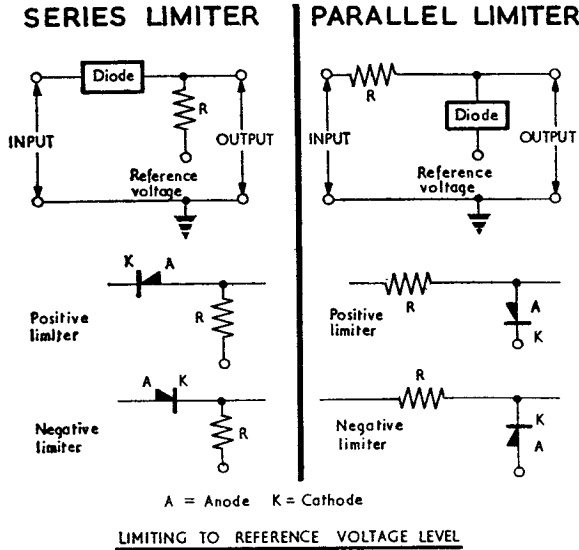 SERIES LIMITER
Diode
R
INPUT
OUTPUT
Reference
voltage
K A
Positive
limiter
R
A K
Negative
limiter
R
PARALLEL LIMITER
R
Diode
INPUT
OUTPUT
Reference
voltage
R
Positive
limiter
A
K
R
Negative
limiter
K
A
A = Anode K = Cathode
LIMITING TO REFERENCE VOLTAGE LEVEL